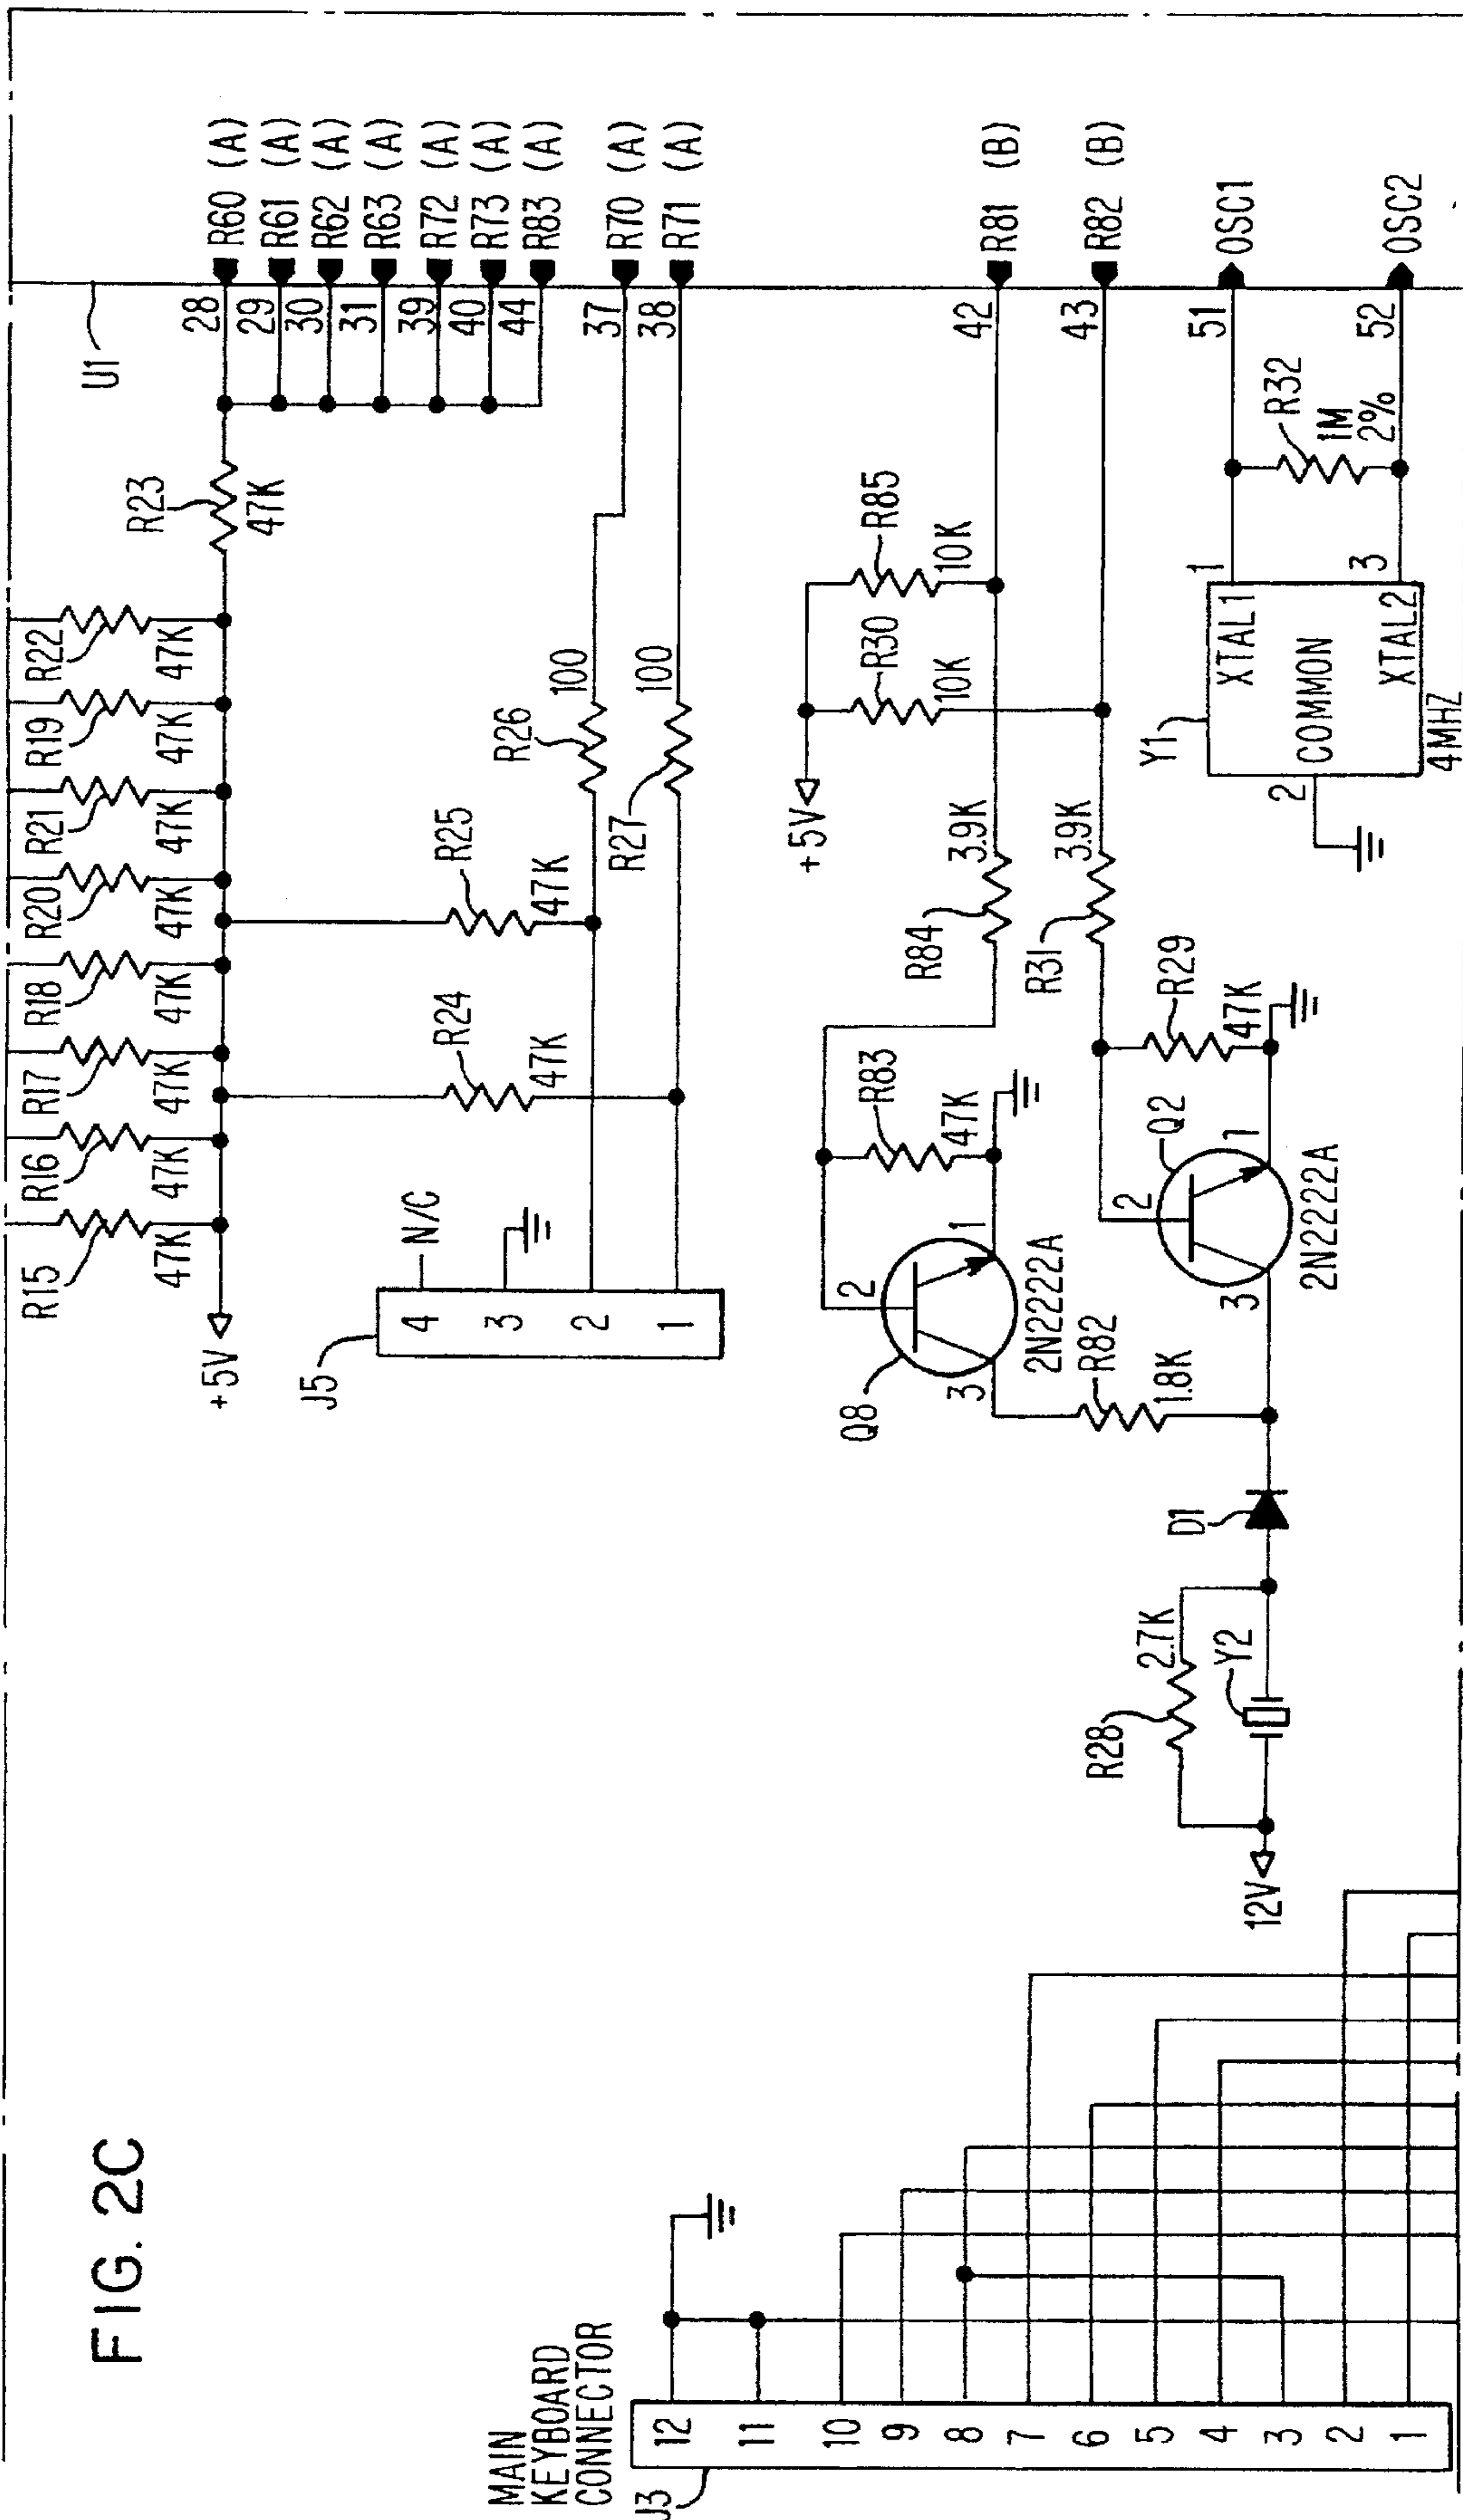 FIG. 2C
U1
R60 (A)
R61 (A)
R62 (A)
R63 (A)
R72 (A)
R73 (A)
R83 (A)
R70 (A)
R71 (A)
R81 (B)
R82 (B)
OSC1
OSC2
28
29
30
31
39
40
44
37
38
42
43
51
52
R15
47K
R16
47K
R17
47K
R18
47K
R20
47K
R21
47K
R19
47K
R22
47K
R23
47K
+5V
R24
47K
R25
47K
R26
100
R27
100
J5
4
3
2
1
N/C
+5V
R30
10K
R85
10K
R84
3.9K
R31
3.9K
R83
47K
R29
47K
Q8
2
1
3
2N2222A
Q2
2
1
3
2N2222A
R82
1.8K
D1
R28
2.7K
Y2
12V
Y1
XTAL1
COMMON
XTAL2
4MHZ
1
2
3
R32
1M
2%
MAIN
KEYBOARD
CONNECTOR
J3
12
11
10
9
8
7
6
5
4
3
2
1